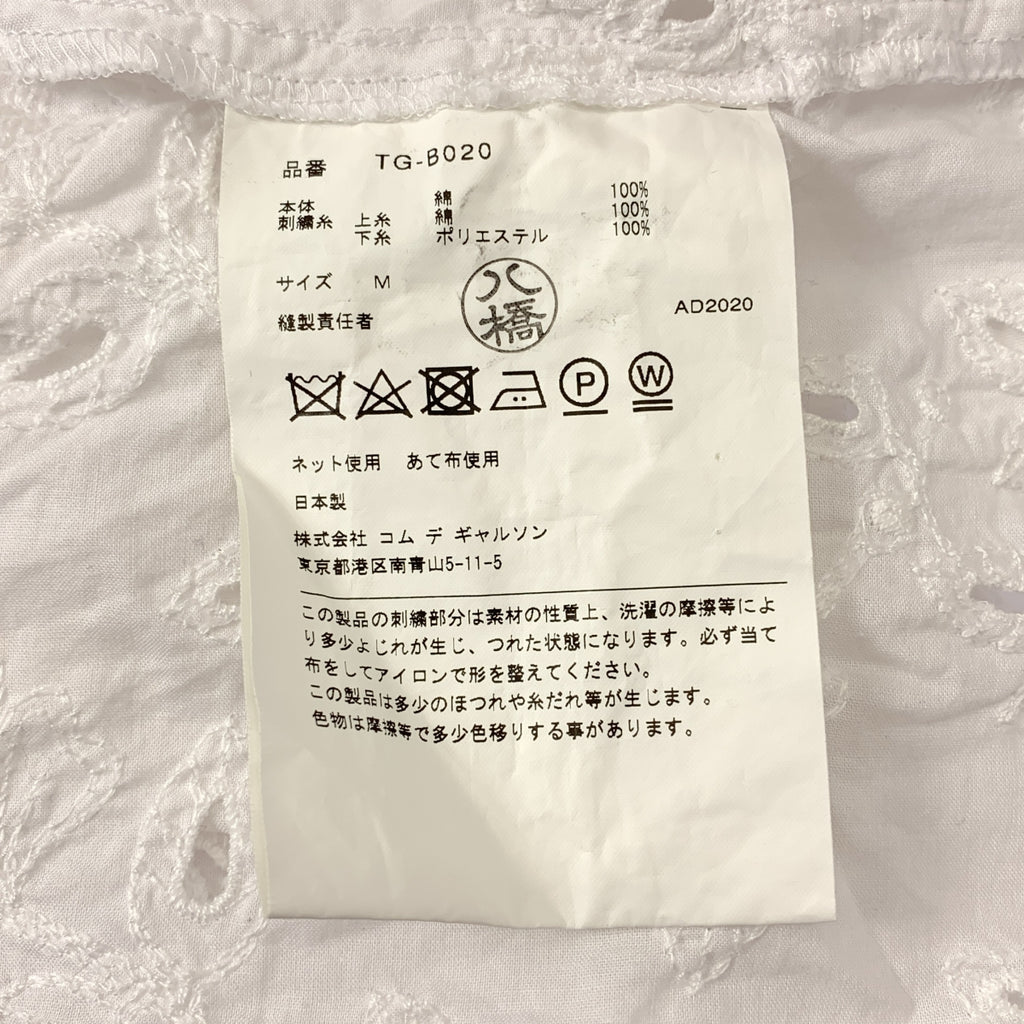 品番 TG-B020
本体 綿 100%
刺繍糸 上糸 綿 100%
下糸 ポリエステル 100%
サイズ M
八橋
縫製責任者
AD2020
P W
ネット使用 あて布使用
日本製
株式会社 コム デ ギャルソン
東京都港区南青山5-11-5
この製品の刺繍部分は素材の性質上、洗濯の摩擦等によ
り多少よじれが生じ、つれた状態になります。必ず当て
布をしてアイロンで形を整えてください。
この製品は多少のほつれや糸だれ等が生じます。
色物は摩擦等で多少色移りする事があります。